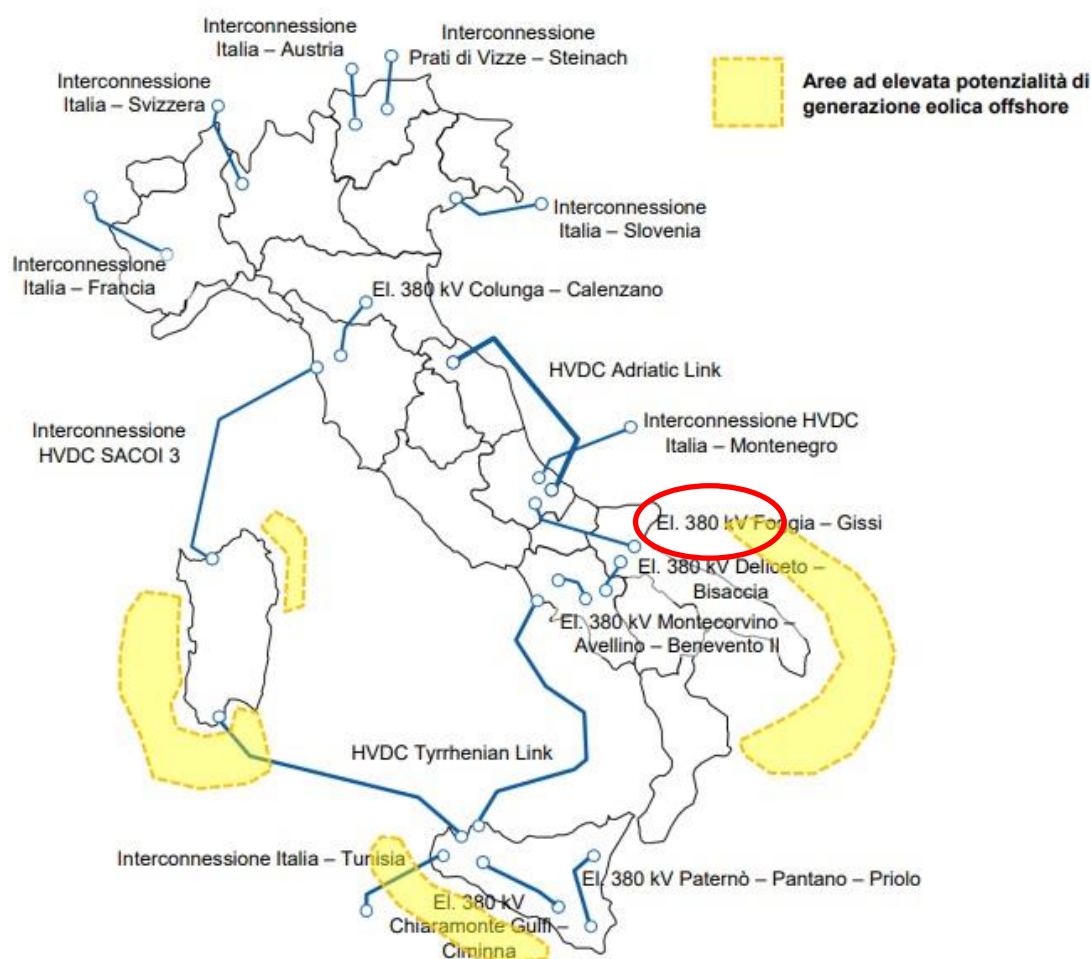 Interconnessione
Italia – Austria
Interconnessione
Prati di Vizze – Steinach
Aree ad elevata potenzialità di
generazione eolica offshore
Interconnessione
Italia – Svizzera
Interconnessione
Italia – Slovenia
Interconnessione
Italia – Francia
El. 380 kV Colunga – Calenzano
HVDC Adriatic Link
Interconnessione HVDC
Italia – Montenegro
Interconnessione
HVDC SACOI 3
El. 380 kV Foggia – Gissi
El. 380 kV Deliceto –
Bisaccia
El. 380 kV Montecorvino –
Avellino – Benevento II
HVDC Tyrrhenian Link
Interconnessione Italia – Tunisia
El. 380 kV Paternò – Pantano – Priolo
El. 380 kV
Chiaramonte Gulfi –
Ciminna